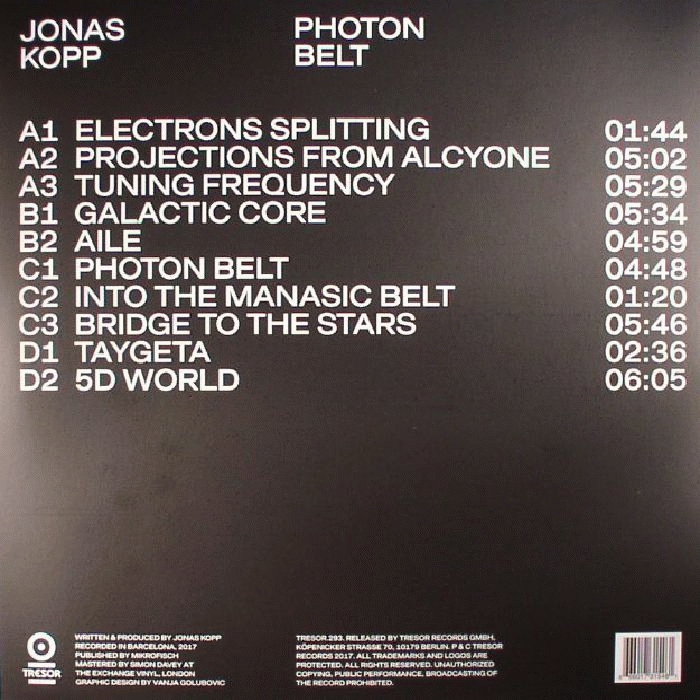 JONAS
KOPP
PHOTON
BELT
A1 ELECTRONS SPLITTING 01:44
A2 PROJECTIONS FROM ALCYONE 05:02
A3 TUNING FREQUENCY 05:29
B1 GALACTIC CORE 05:34
B2 AILE 04:59
C1 PHOTON BELT 04:48
C2 INTO THE MANASIC BELT 01:20
C3 BRIDGE TO THE STARS 05:46
D1 TAYGETA 02:36
D2 5D WORLD 06:05
TRESOR
WRITTEN & PRODUCED BY JONAS KOPP
RECORDED IN BARCELONA, 2017
PUBLISHED BY MIKROFISCH
MASTERED BY SIMON DAVEY AT
THE EXCHANGE VINYL, LONDON
GRAPHIC DESIGN BY VANJA GOLUBOVIC
TRESOR.293. RELEASED BY TRESOR RECORDS GMBH,
KÖPENICKER STRASSE 70, 10179 BERLIN. P & C TRESOR
RECORDS 2017. ALL TRADEMARKS AND LOGOS ARE
PROTECTED. ALL RIGHTS RESERVED. UNAUTHORIZED
COPYING, PUBLIC PERFORMANCE, BROADCASTING OF
THE RECORD PROHIBITED.